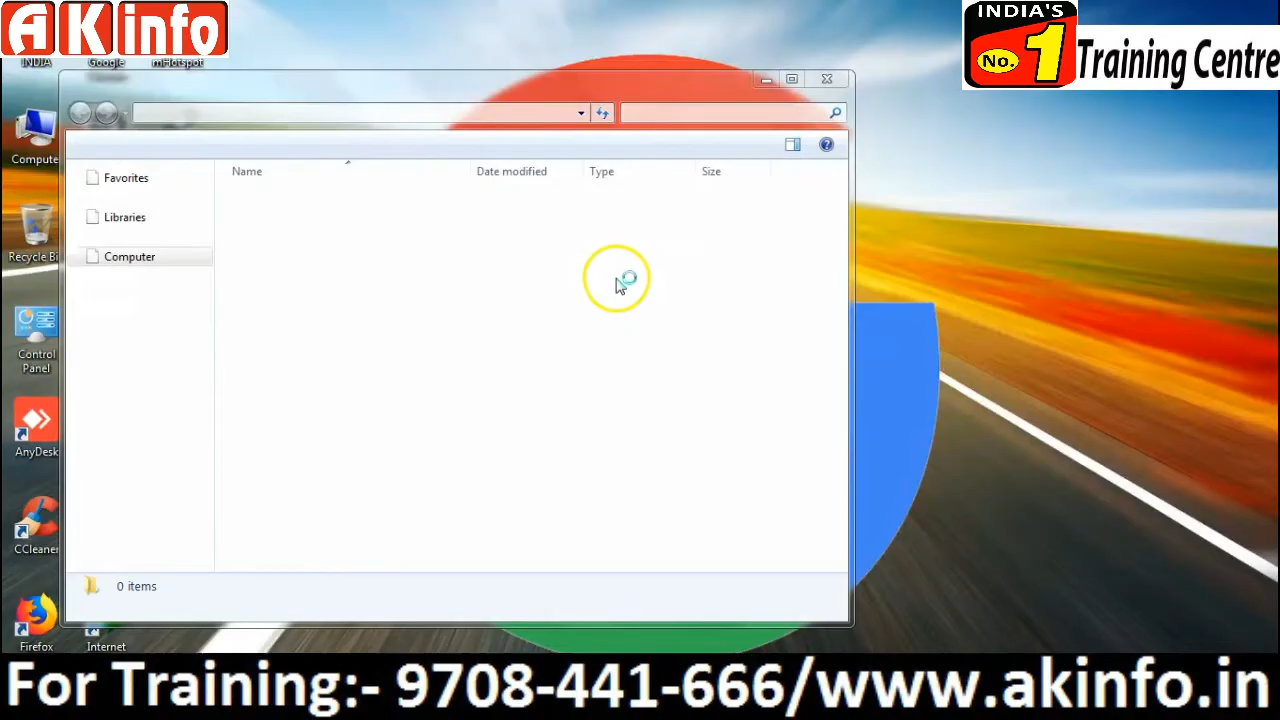 AKinfo
INDIA'S
No. 1
Training Centre
INDIA
Google
mHotspot
Compute
Name
Date modified
Type
Size
Favorites
Libraries
Computer
Recycle Bi
Control
Panel
AnyDesk
CCleaner
0 items
Firefox
Internet
For Training:- 9708-441-666/www.akinfo.in